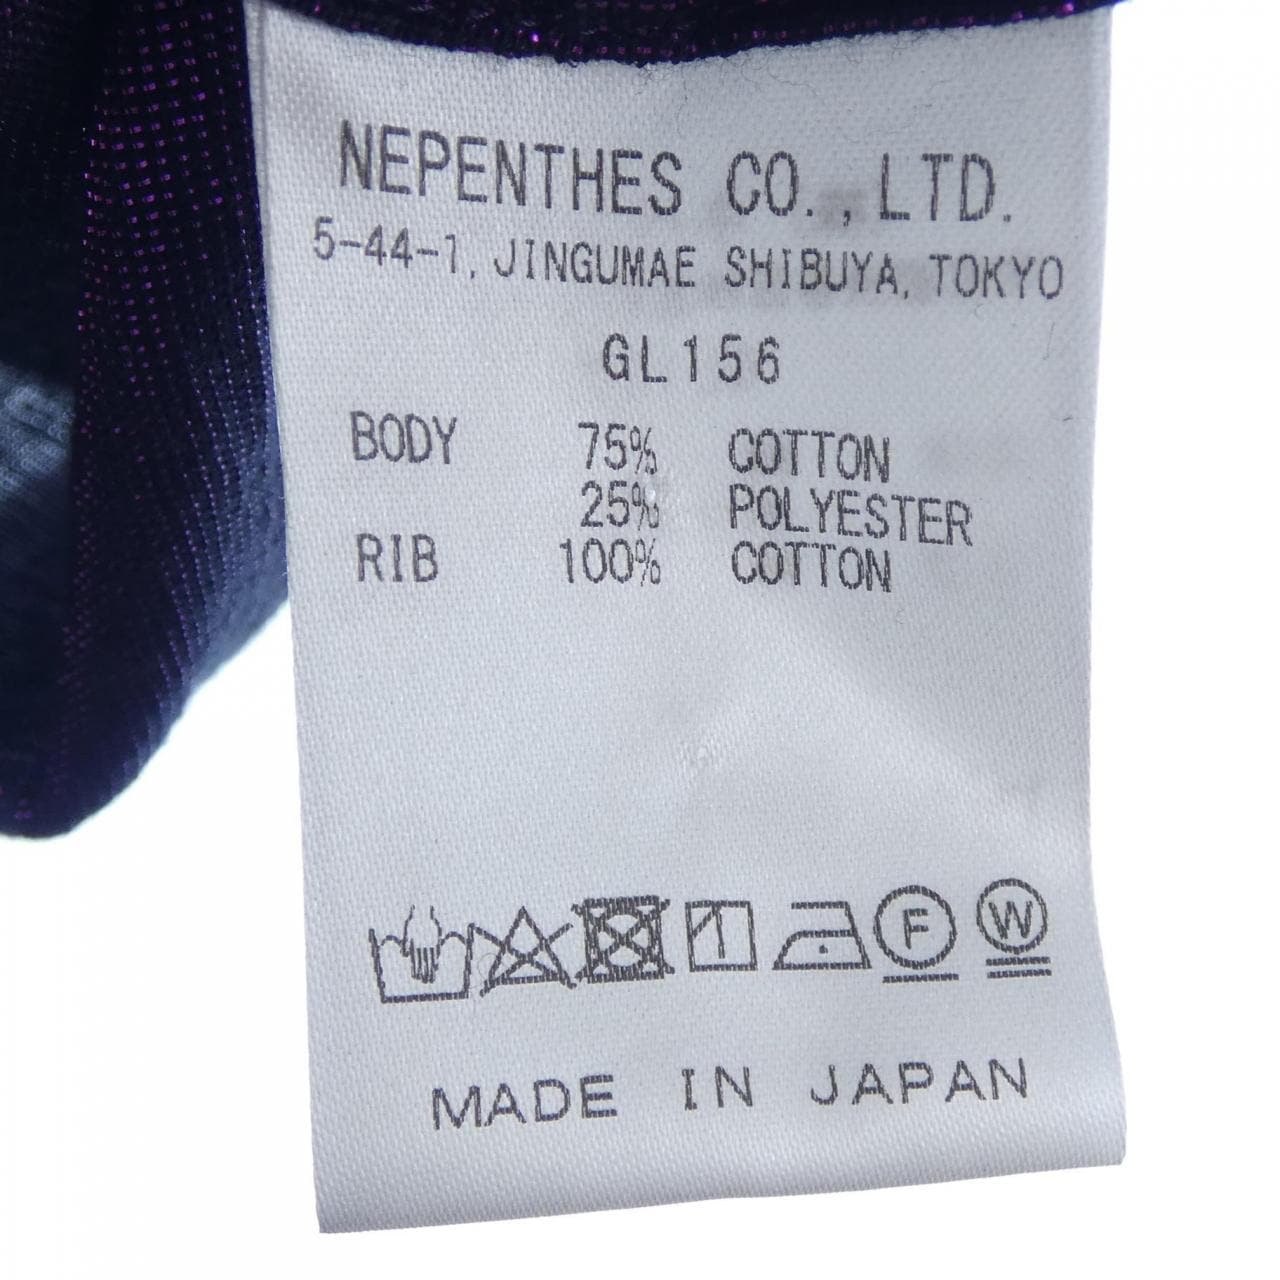 NEPENTHES CO.,LTD.
5-44-1, JINGUMAE SHIBUYA, TOKYO
GL156
BODY 75% COTTON
25% POLYESTER
RIB 100% COTTON
F W
MADE IN JAPAN